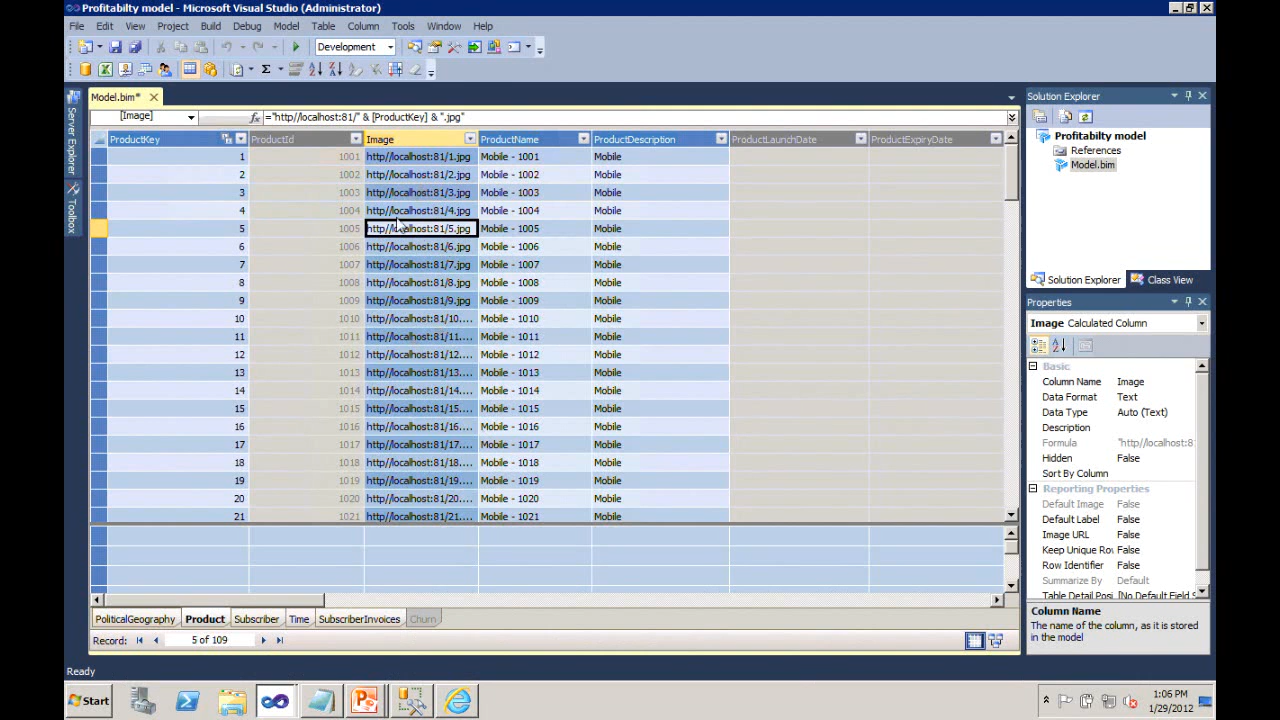 Profitabilty model - Microsoft Visual Studio (Administrator)
File Edit View Project Build Debug Model Table Column Tools Window Help
Development
Model.bim*
[Image] fx ="http//localhost:81/" & [ProductKey] & ".jpg"
ProductKey ProductId Image ProductName ProductDescription ProductLaunchDate ProductExpiryDate
1 1001 http//localhost:81/1.jpg Mobile - 1001 Mobile
2 1002 http//localhost:81/2.jpg Mobile - 1002 Mobile
3 1003 http//localhost:81/3.jpg Mobile - 1003 Mobile
4 1004 http//localhost:81/4.jpg Mobile - 1004 Mobile
5 1005 http//localhost:81/5.jpg Mobile - 1005 Mobile
6 1006 http//localhost:81/6.jpg Mobile - 1006 Mobile
7 1007 http//localhost:81/7.jpg Mobile - 1007 Mobile
8 1008 http//localhost:81/8.jpg Mobile - 1008 Mobile
9 1009 http//localhost:81/9.jpg Mobile - 1009 Mobile
10 1010 http//localhost:81/10.... Mobile - 1010 Mobile
11 1011 http//localhost:81/11.... Mobile - 1011 Mobile
12 1012 http//localhost:81/12.... Mobile - 1012 Mobile
13 1013 http//localhost:81/13.... Mobile - 1013 Mobile
14 1014 http//localhost:81/14.... Mobile - 1014 Mobile
15 1015 http//localhost:81/15.... Mobile - 1015 Mobile
16 1016 http//localhost:81/16.... Mobile - 1016 Mobile
17 1017 http//localhost:81/17.... Mobile - 1017 Mobile
18 1018 http//localhost:81/18.... Mobile - 1018 Mobile
19 1019 http//localhost:81/19.... Mobile - 1019 Mobile
20 1020 http//localhost:81/20.... Mobile - 1020 Mobile
21 1021 http//localhost:81/21.... Mobile - 1021 Mobile
PoliticalGeography Product Subscriber Time SubscriberInvoices Churn
Record: 5 of 109
Ready
Server Explorer
Toolbox
Solution Explorer
Profitabilty model
References
Model.bim
Solution Explorer Class View
Properties
Image Calculated Column
Basic
Column Name Image
Data Format Text
Data Type Auto (Text)
Description
Formula "http//localhost:8
Hidden False
Sort By Column
Reporting Properties
Default Image False
Default Label False
Image URL False
Keep Unique Ro False
Row Identifier False
Summarize By Default
Table Detail Posi [No Default Field S
Column Name
The name of the column, as it is stored
in the model
Start
1:06 PM
1/29/2012